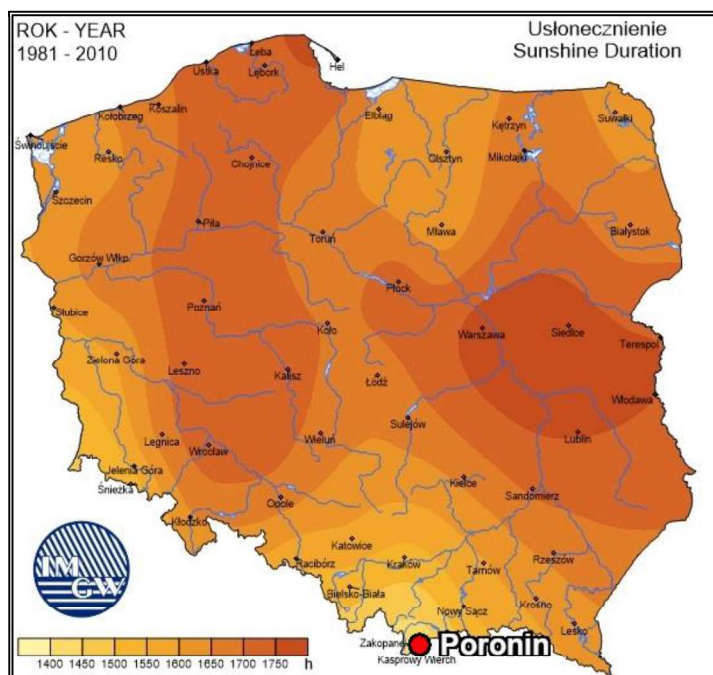 ROK - YEAR
1981 - 2010
Usłonecznienie
Sunshine Duration
Łeba
Hel
Ustka
Lębork
Koszalin
Kołobrzeg
Elbląg
Kętrzyn
Suwałki
Świnoujście
Resko
Chojnice
Olsztyn
Mikołajki
Szczecin
Piła
Toruń
Mława
Białystok
Gorzów Wlkp.
Płock
Słubice
Poznań
Koło
Warszawa
Siedlce
Terespol
Zielona Góra
Leszno
Kalisz
Łódź
Włodawa
Sulejów
Legnica
Wrocław
Wieluń
Lublin
Jelenia Góra
Śnieżka
Kielce
Opole
Sandomierz
Kłodzko
Katowice
Racibórz
Kraków
Tarnów
Rzeszów
Bielsko-Biała
Nowy Sącz
Krosno
Lesko
IM
GW
Zakopane
Poronin
Kasprowy Wierch
1400 1450 1500 1550 1600 1650 1700 1750 h